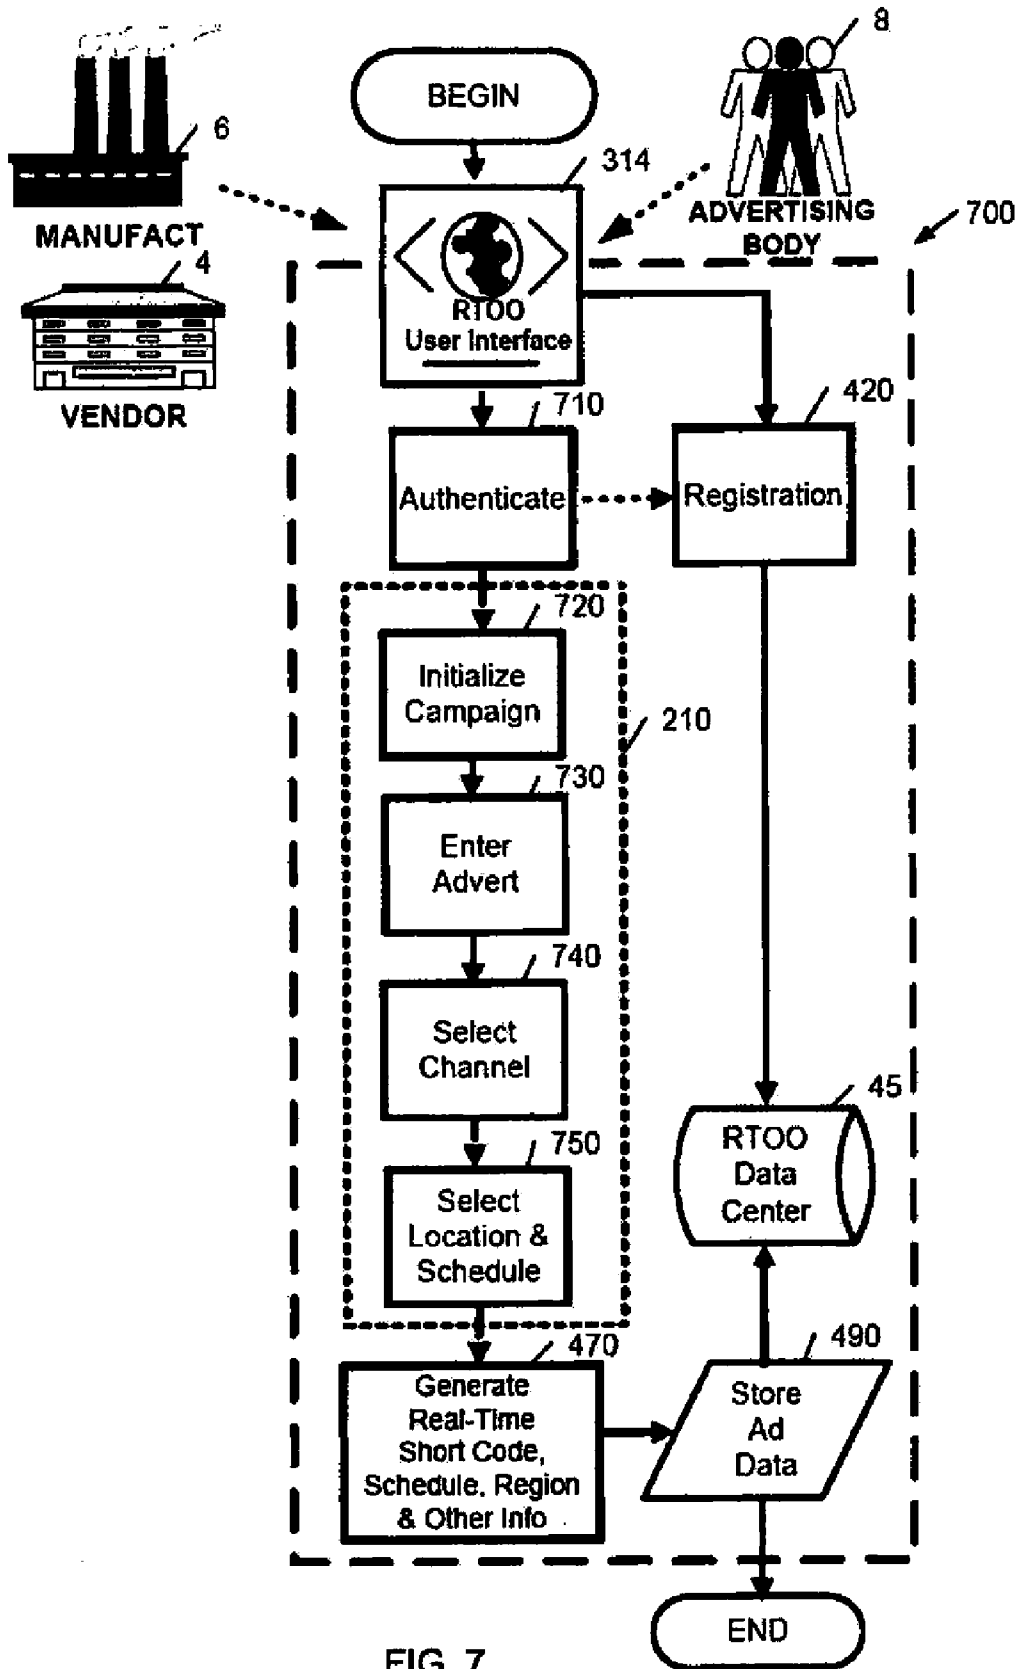 8
BEGIN
6
314
ADVERTISING
BODY
700
MANUFACT
4
RTOO
User Interface
VENDOR
710
420
Authenticate
Registration
720
Initialize
Campaign
210
730
Enter
Advert
740
Select
Channel
45
RTOO
Data
Center
750
Select
Location &
Schedule
470
490
Generate
Real-Time
Short Code,
Schedule, Region
& Other Info
Store
Ad
Data
END
FIG. 7